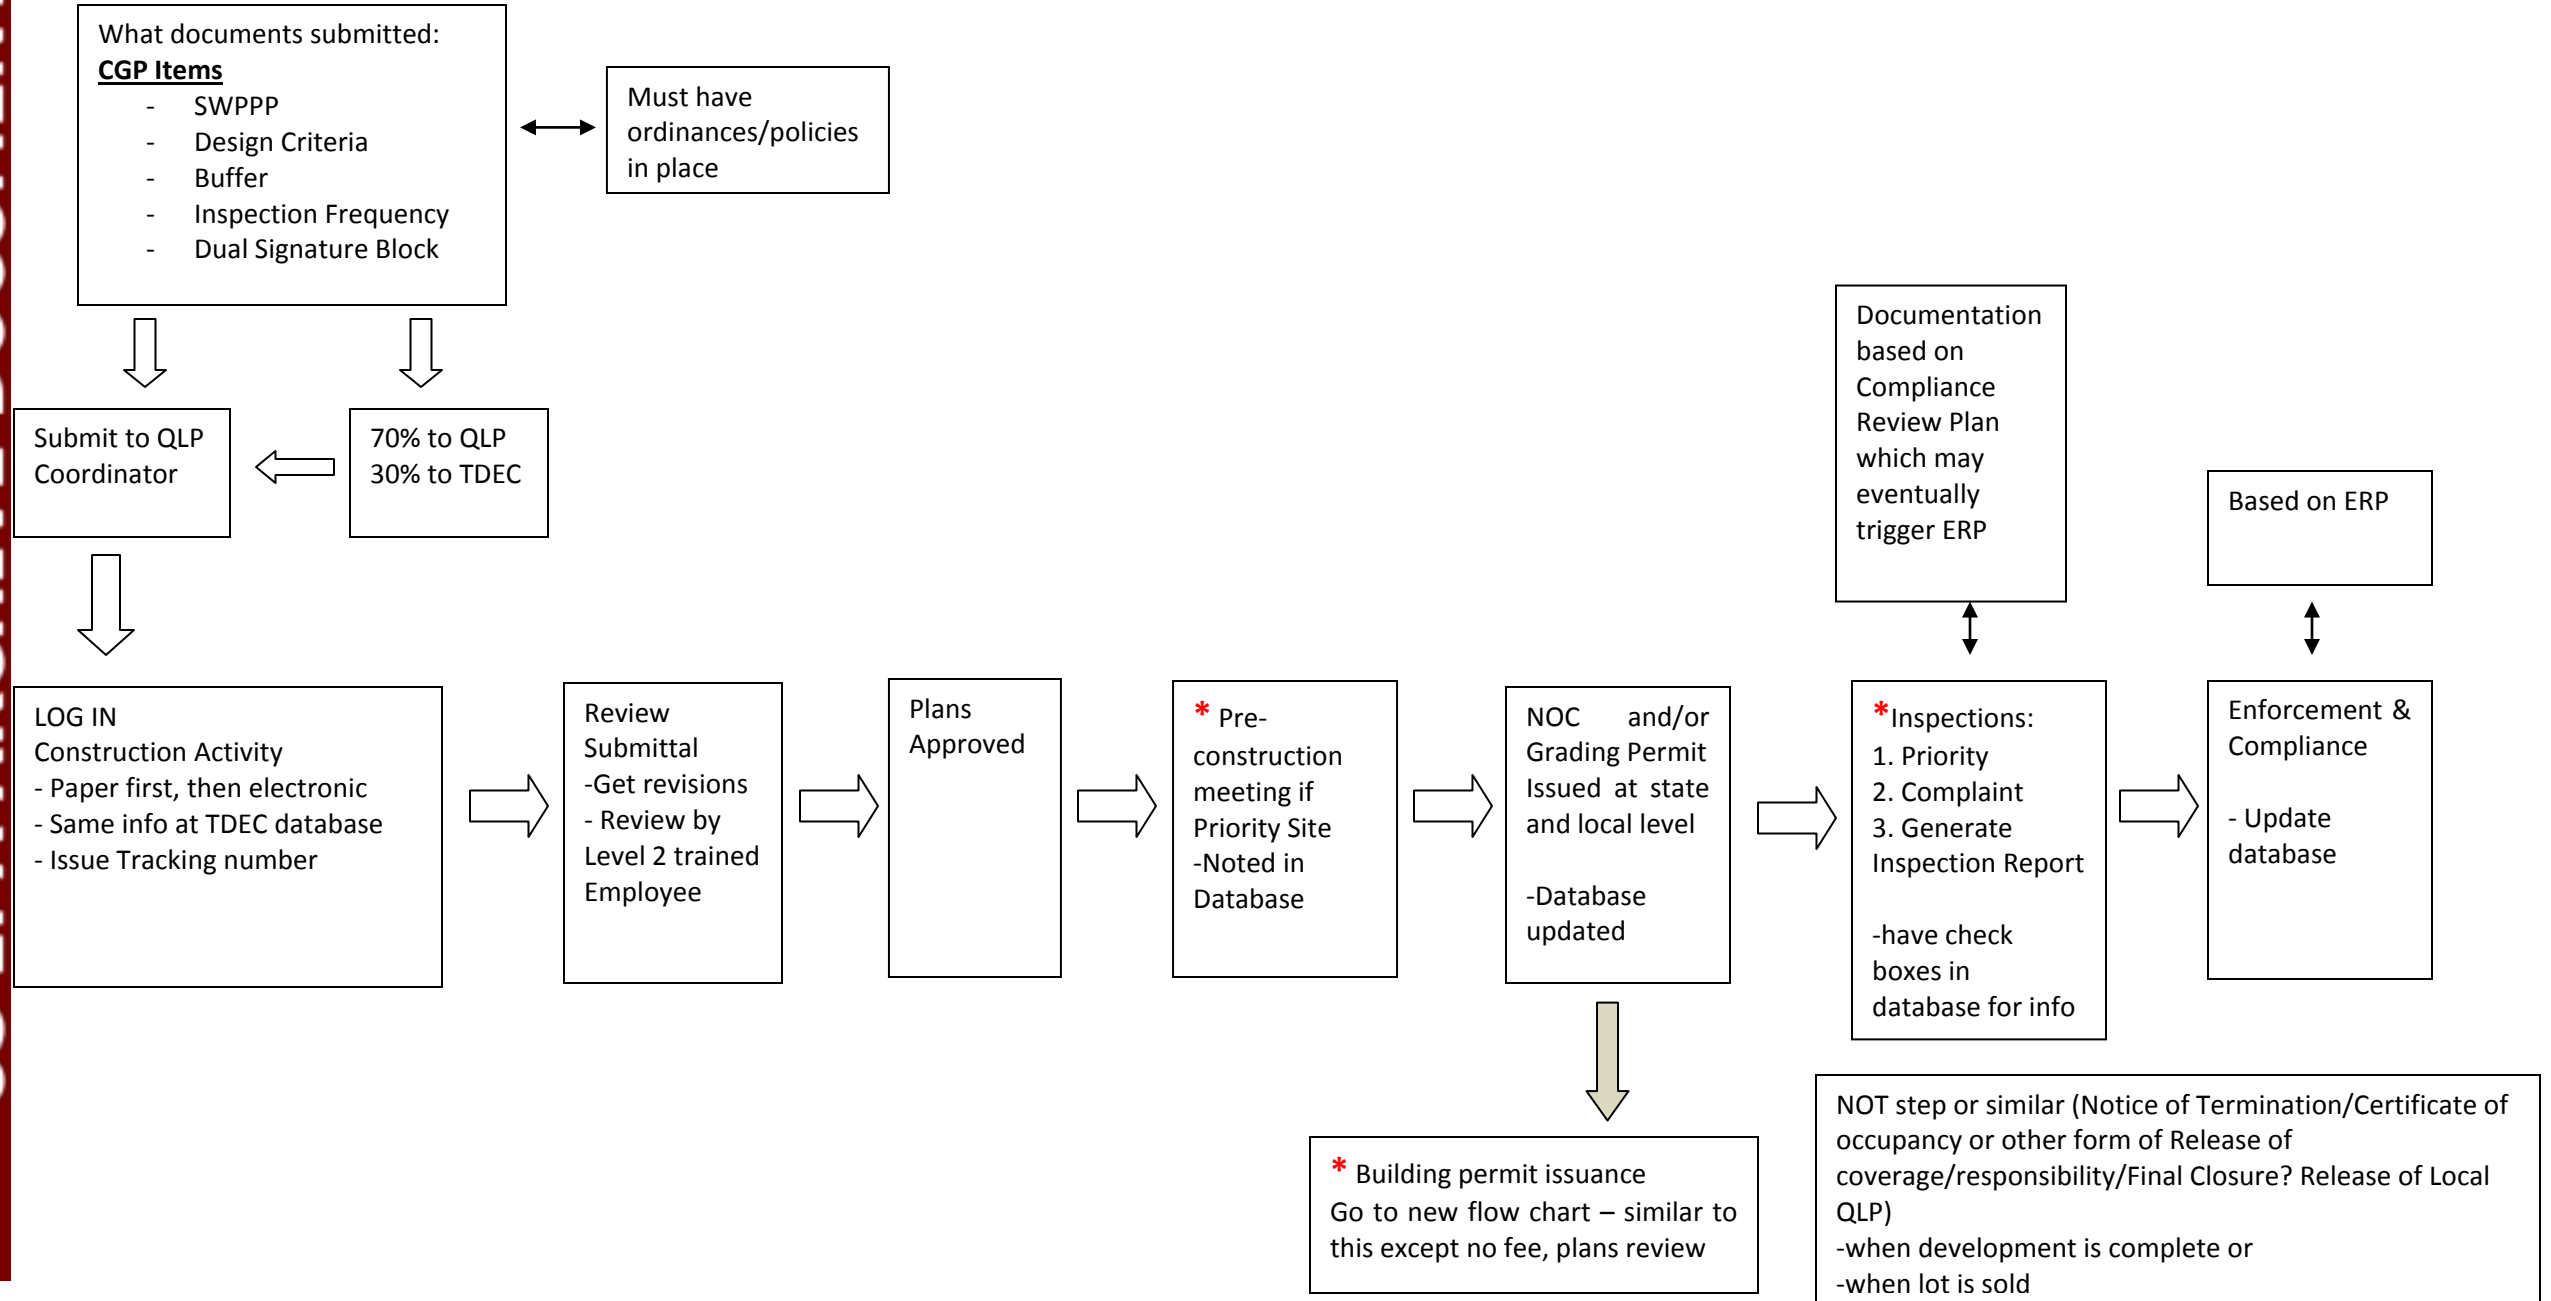 What documents submitted:
CGP Items
- SWPPP
- Design Criteria
- Buffer
- Inspection Frequency
- Dual Signature Block
Must have
ordinances/policies
in place
Submit to QLP
Coordinator
70% to QLP
30% to TDEC
Documentation
based on
Compliance
Review Plan
which may
eventually
trigger ERP
Based on ERP
LOG IN
Construction Activity
- Paper first, then electronic
- Same info at TDEC database
- Issue Tracking number
Review
Submittal
-Get revisions
- Review by
Level 2 trained
Employee
Plans
Approved
* Pre-
construction
meeting if
Priority Site
-Noted in
Database
NOC and/or
Grading Permit
Issued at state
and local level
-Database
updated
*Inspections:
1. Priority
2. Complaint
3. Generate
Inspection Report
-have check
boxes in
database for info
Enforcement &
Compliance
- Update
database
* Building permit issuance
Go to new flow chart – similar to
this except no fee, plans review
NOT step or similar (Notice of Termination/Certificate of
occupancy or other form of Release of
coverage/responsibility/Final Closure? Release of Local
QLP)
-when development is complete or
-when lot is sold